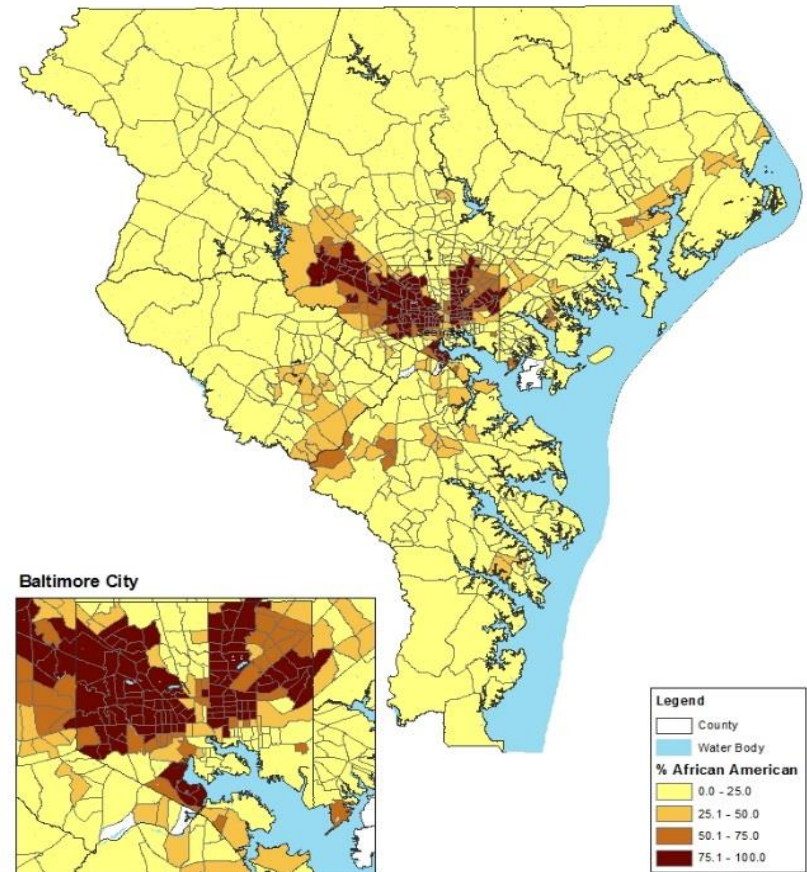 Baltimore City
Legend
County
Water Body
% African American
0.0 - 25.0
25.1 - 50.0
50.1 - 75.0
75.1 - 100.0